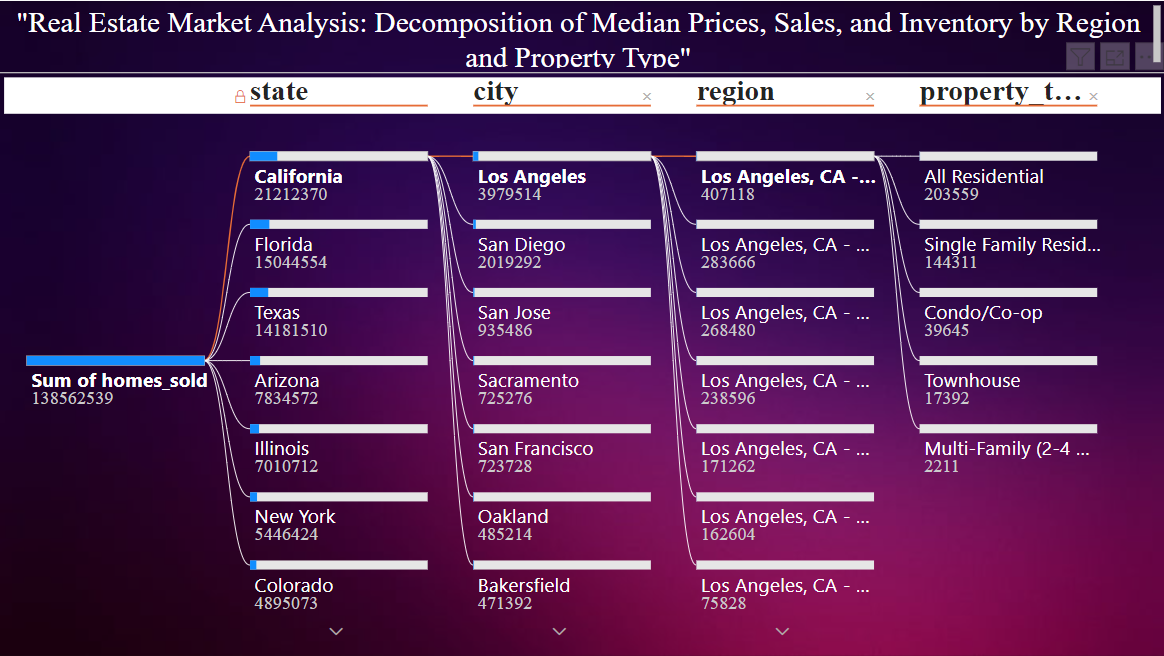 "Real Estate Market Analysis: Decomposition of Median Prices, Sales, and Inventory by Region
and Property Type"
state
city
region
property_t...
Sum of homes_sold
138562539
California
21212370
Florida
15044554
Texas
14181510
Arizona
7834572
Illinois
7010712
New York
5446424
Colorado
4895073
Los Angeles
3979514
San Diego
2019292
San Jose
935486
Sacramento
725276
San Francisco
723728
Oakland
485214
Bakersfield
471392
Los Angeles, CA -...
407118
Los Angeles, CA - ...
283666
Los Angeles, CA - ...
268480
Los Angeles, CA - ...
238596
Los Angeles, CA - ...
171262
Los Angeles, CA - ...
162604
Los Angeles, CA - ...
75828
All Residential
203559
Single Family Resid...
144311
Condo/Co-op
39645
Townhouse
17392
Multi-Family (2-4 ...
2211